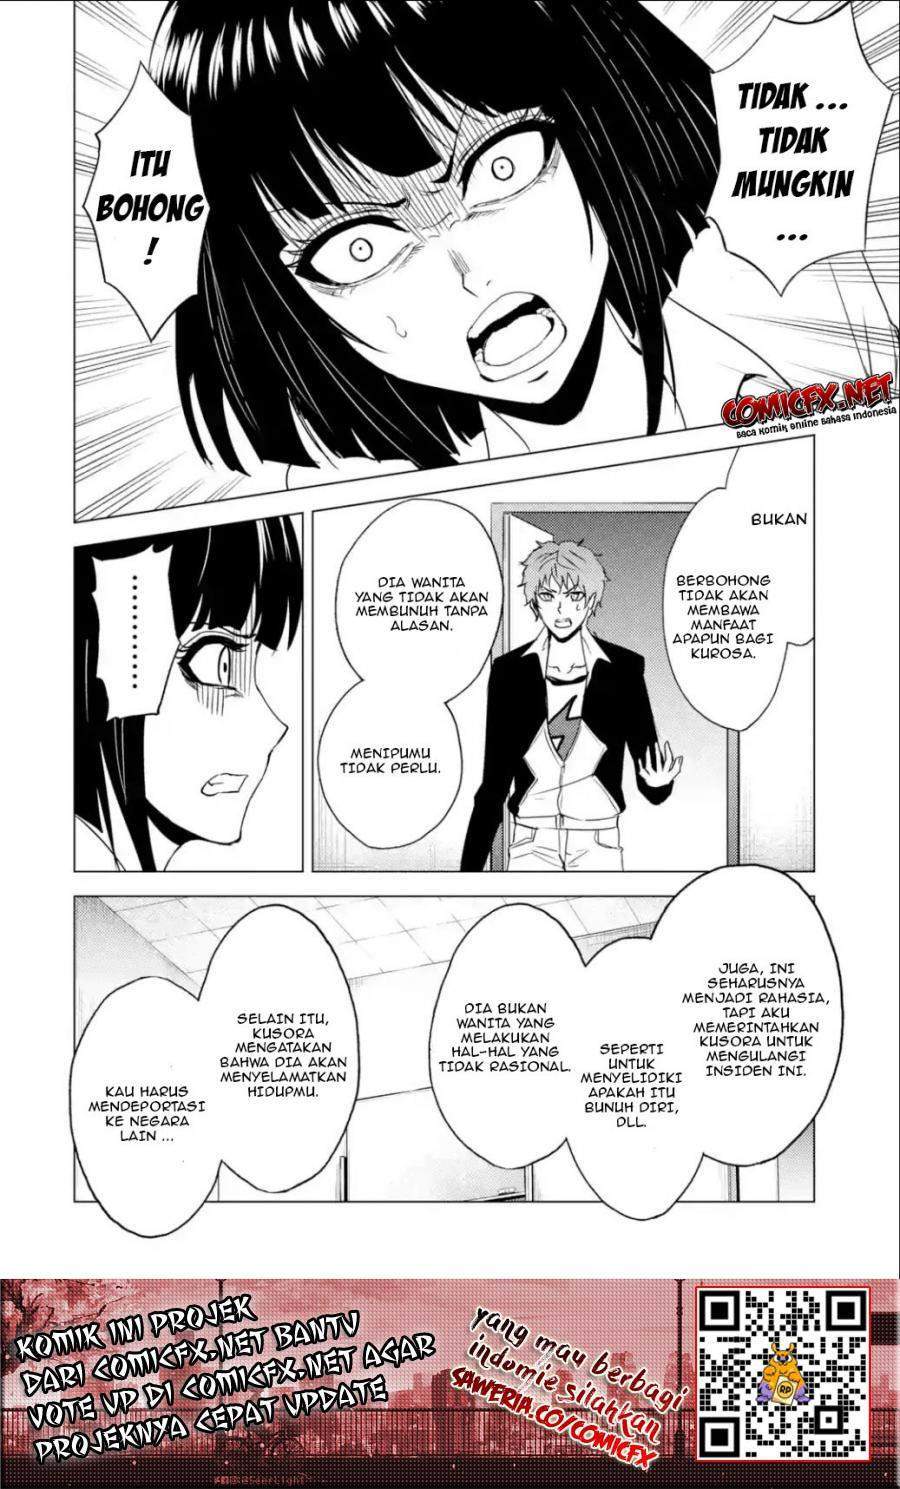 TIDAK ...
TIDAK
MUNGKIN
...
ITU
BOHONG
!
COMICFX.NET
Baca Komik Online Bahasa Indonesia
BUKAN
BERBOHONG
TIDAK AKAN
MEMBAWA
MANFAAT
APAPUN BAGI
KUROSA.
DIA WANITA
YANG TIDAK AKAN
MEMBUNUH TANPA
ALASAN.
MENIPUMU
TIDAK PERLU.
.........
JUGA, INI
SEHARUSNYA
MENJADI RAHASIA,
TAPI AKU
MEMERINTAHKAN
KUSORA UNTUK
MENGULANGI
INSIDEN INI.
SEPERTI
UNTUK
MENYELIDIKI
APAKAH ITU
BUNUH DIRI,
DLL.
DIA BUKAN
WANITA YANG
MELAKUKAN
HAL-HAL YANG
TIDAK RASIONAL.
SELAIN ITU,
KUSORA
MENGATAKAN
BAHWA DIA AKAN
MENYELAMATKAN
HIDUPMU.
KAU HARUS
MENDEPORTASI
KE NEGARA
LAIN ...
KOMIK INI PROJEK
DARI COMICFX.NET BANTU
VOTE UP DI COMICFX.NET AGAR
PROJEKNYA CEPAT UPDATE
yang mau berbagi
indomie silahkan
SAWERIA.CO/COMICFX
RP
@Seerlight